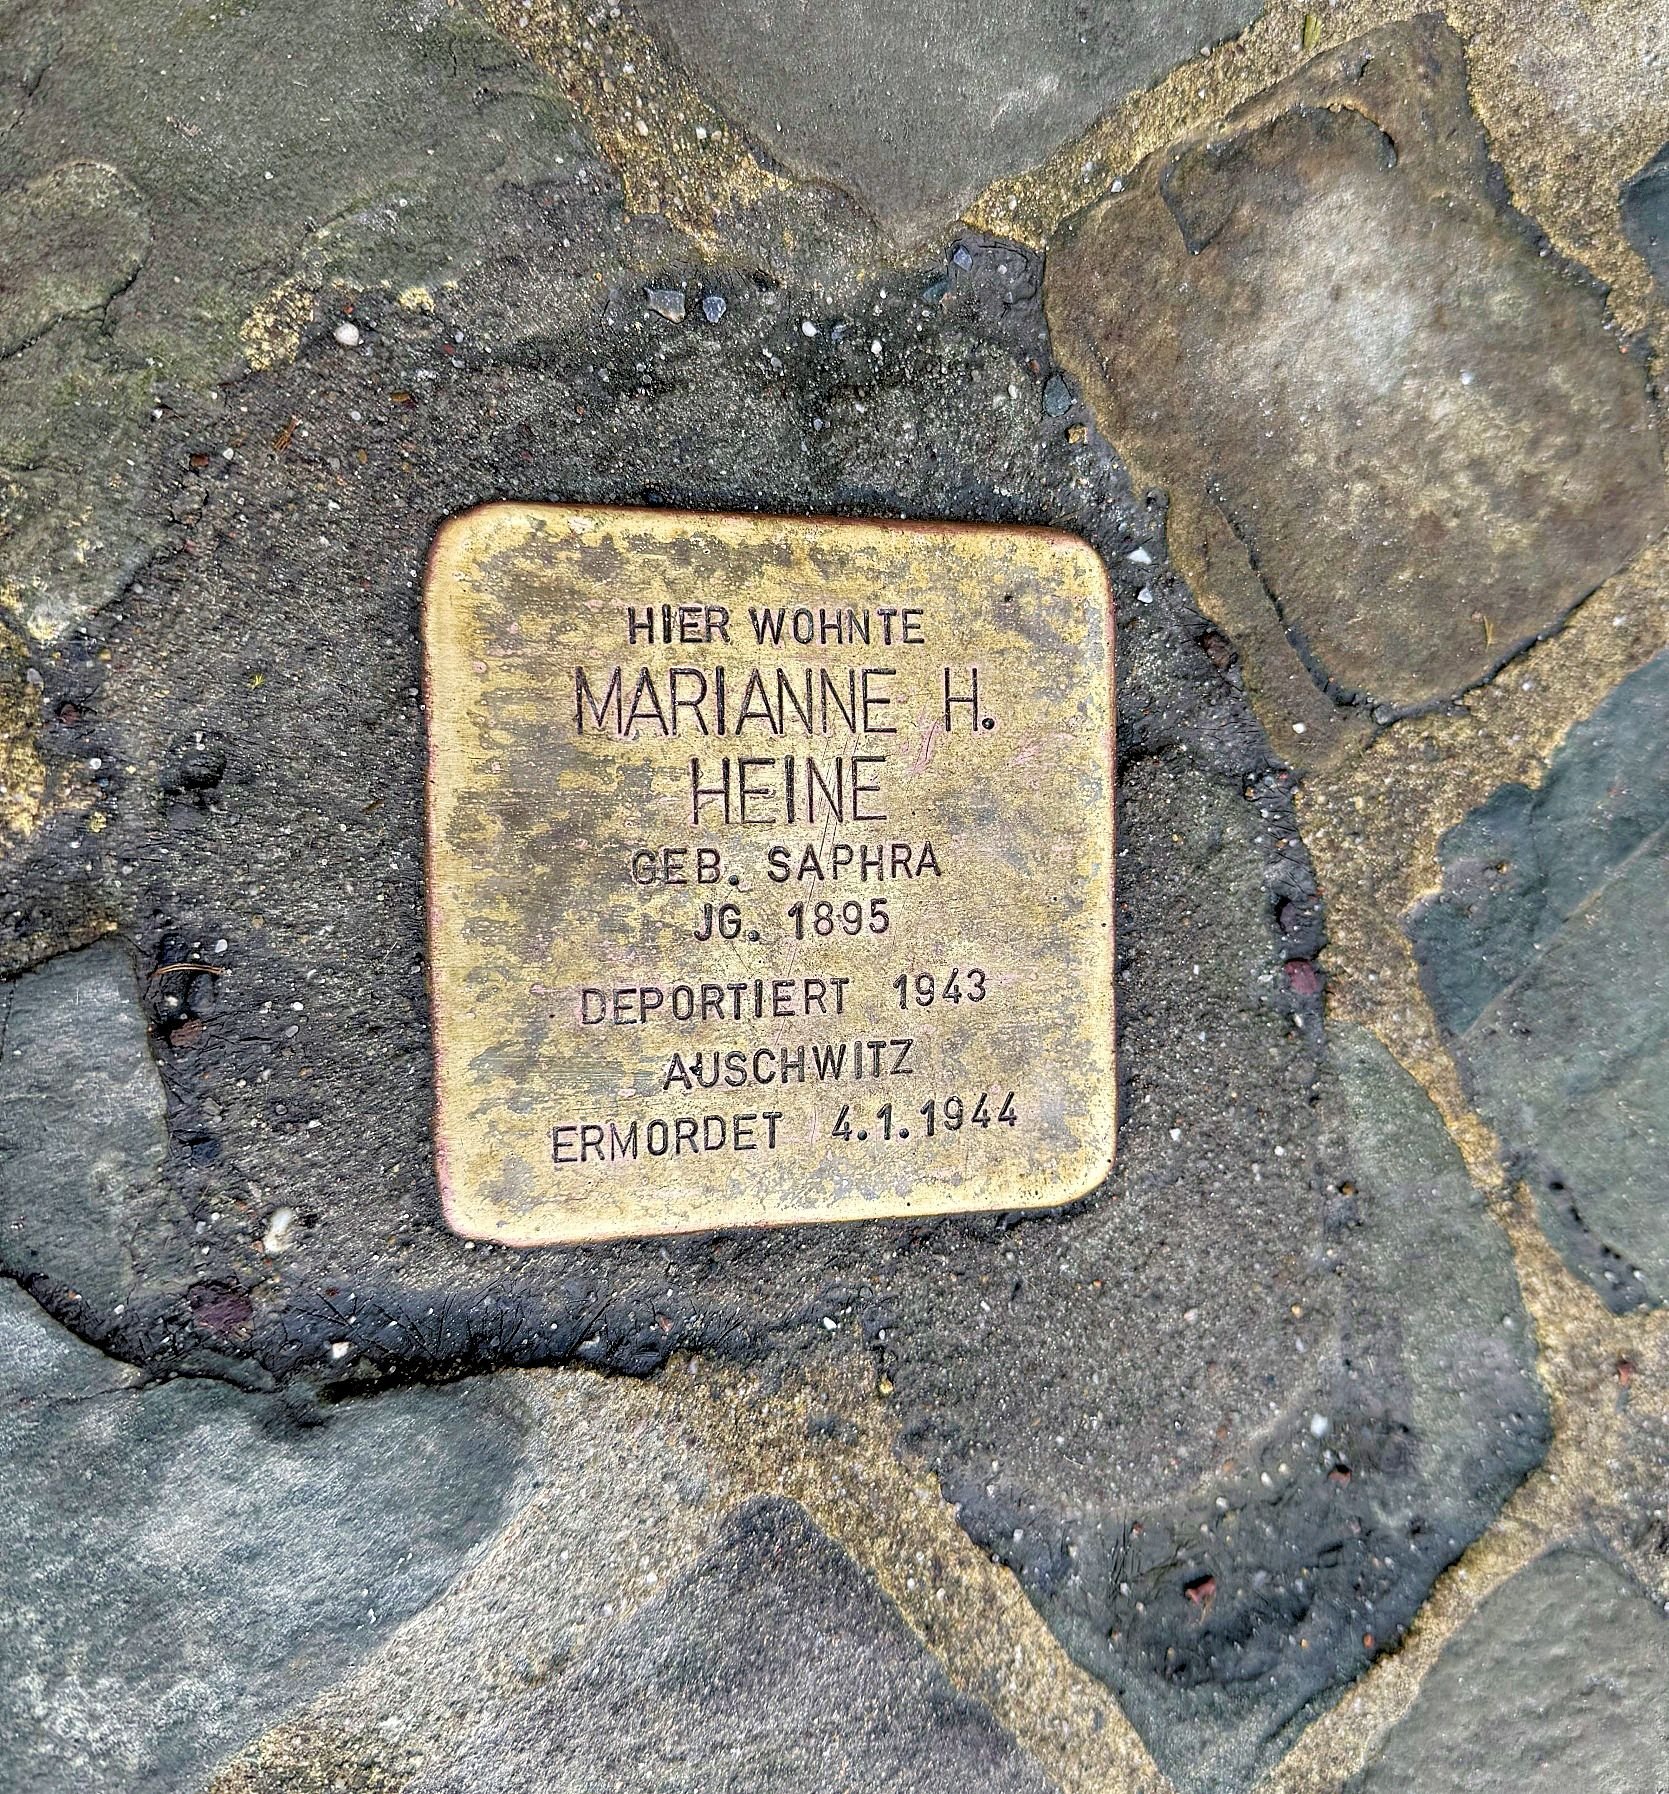 HIER WOHNTE
MARIANNE H.
HEINE
GEB. SAPHRA
JG. 1895
DEPORTIERT 1943
AUSCHWITZ
ERMORDET 4.1.1944